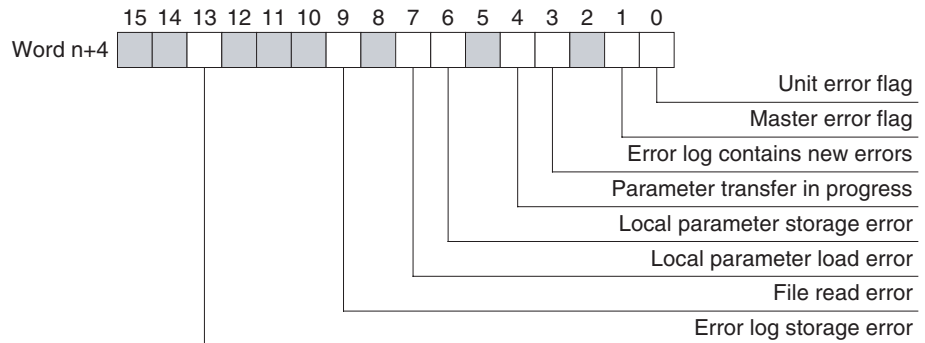 15 14 13 12 11 10 9 8 7 6 5 4 3 2 1 0
Word n+4
Unit error flag
Master error flag
Error log contains new errors
Parameter transfer in progress
Local parameter storage error
Local parameter load error
File read error
Error log storage error